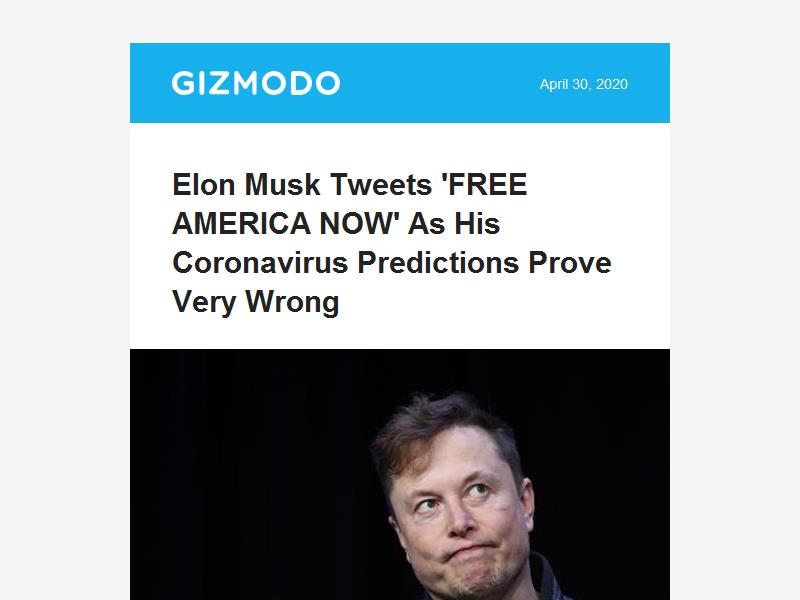 GIZMODO
April 30, 2020
Elon Musk Tweets 'FREE
AMERICA NOW' As His
Coronavirus Predictions Prove
Very Wrong